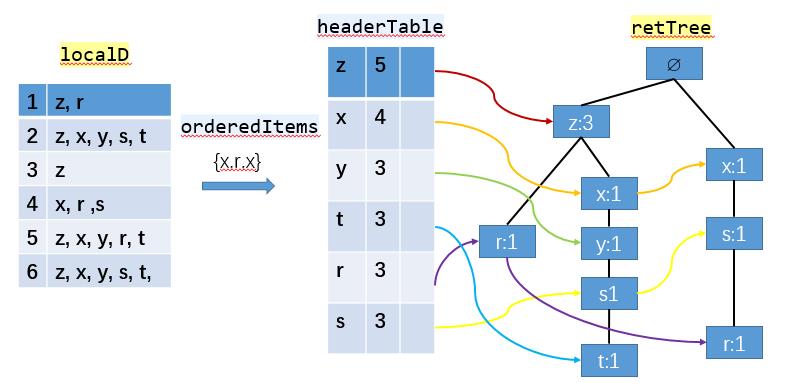 localD
1 z, r
2 z, x, y, s, t
3 z
4 x, r ,s
5 z, x, y, r, t
6 z, x, y, s, t,
orderedItems
{x,r,x}
headerTable
z 5
x 4
y 3
t 3
r 3
s 3
retTree
∅
z:3
x:1
x:1
r:1
y:1
s:1
s1
r:1
t:1